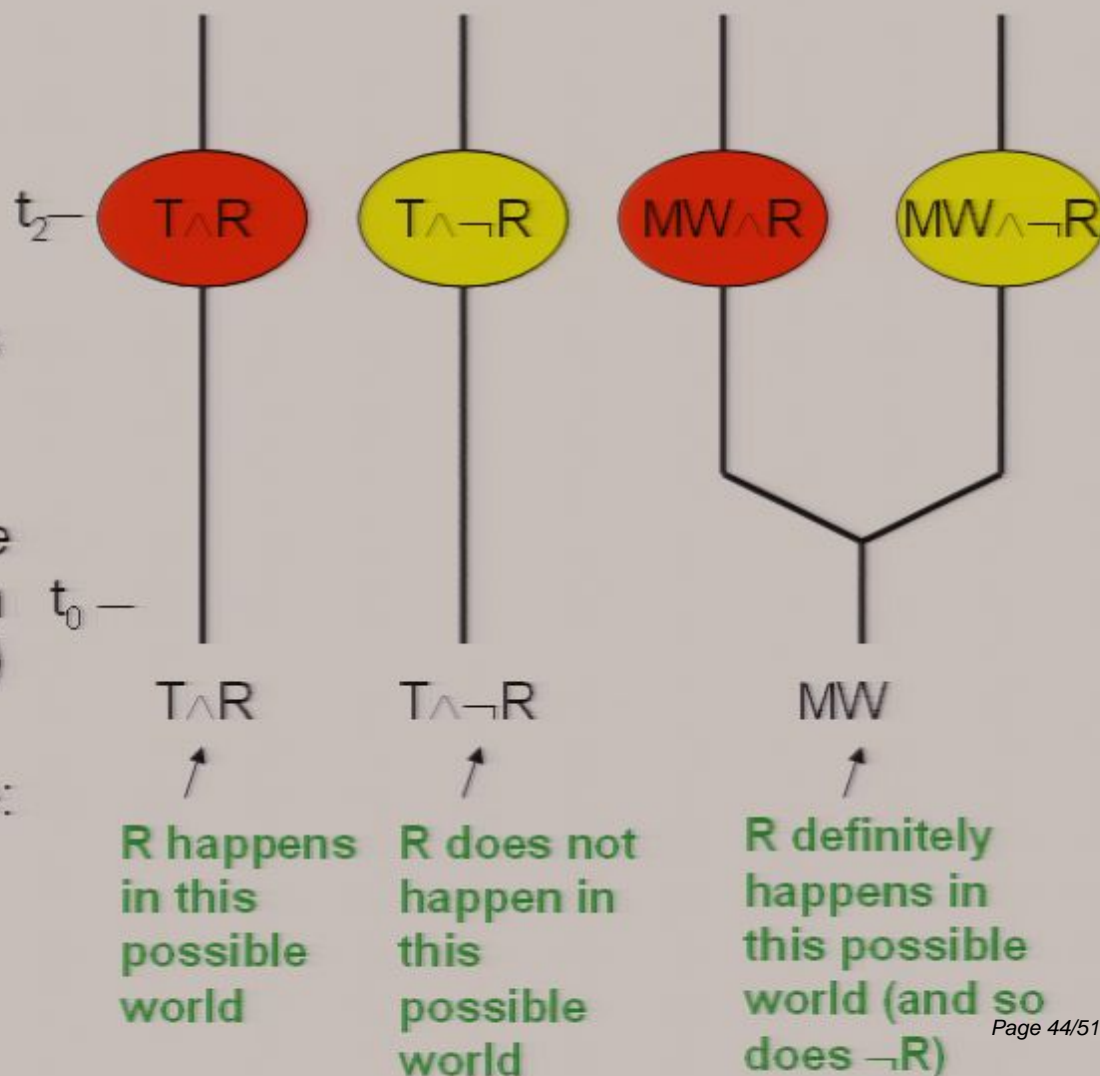 T∧R
T∧¬R
MW∧R
MW∧¬R
t₂
t₀
T∧R
T∧¬R
MW
R happens
in this
possible
world
R does not
happen in
this
possible
world
R definitely
happens in
this possible
world (and so
does ¬R)
Page 44/51